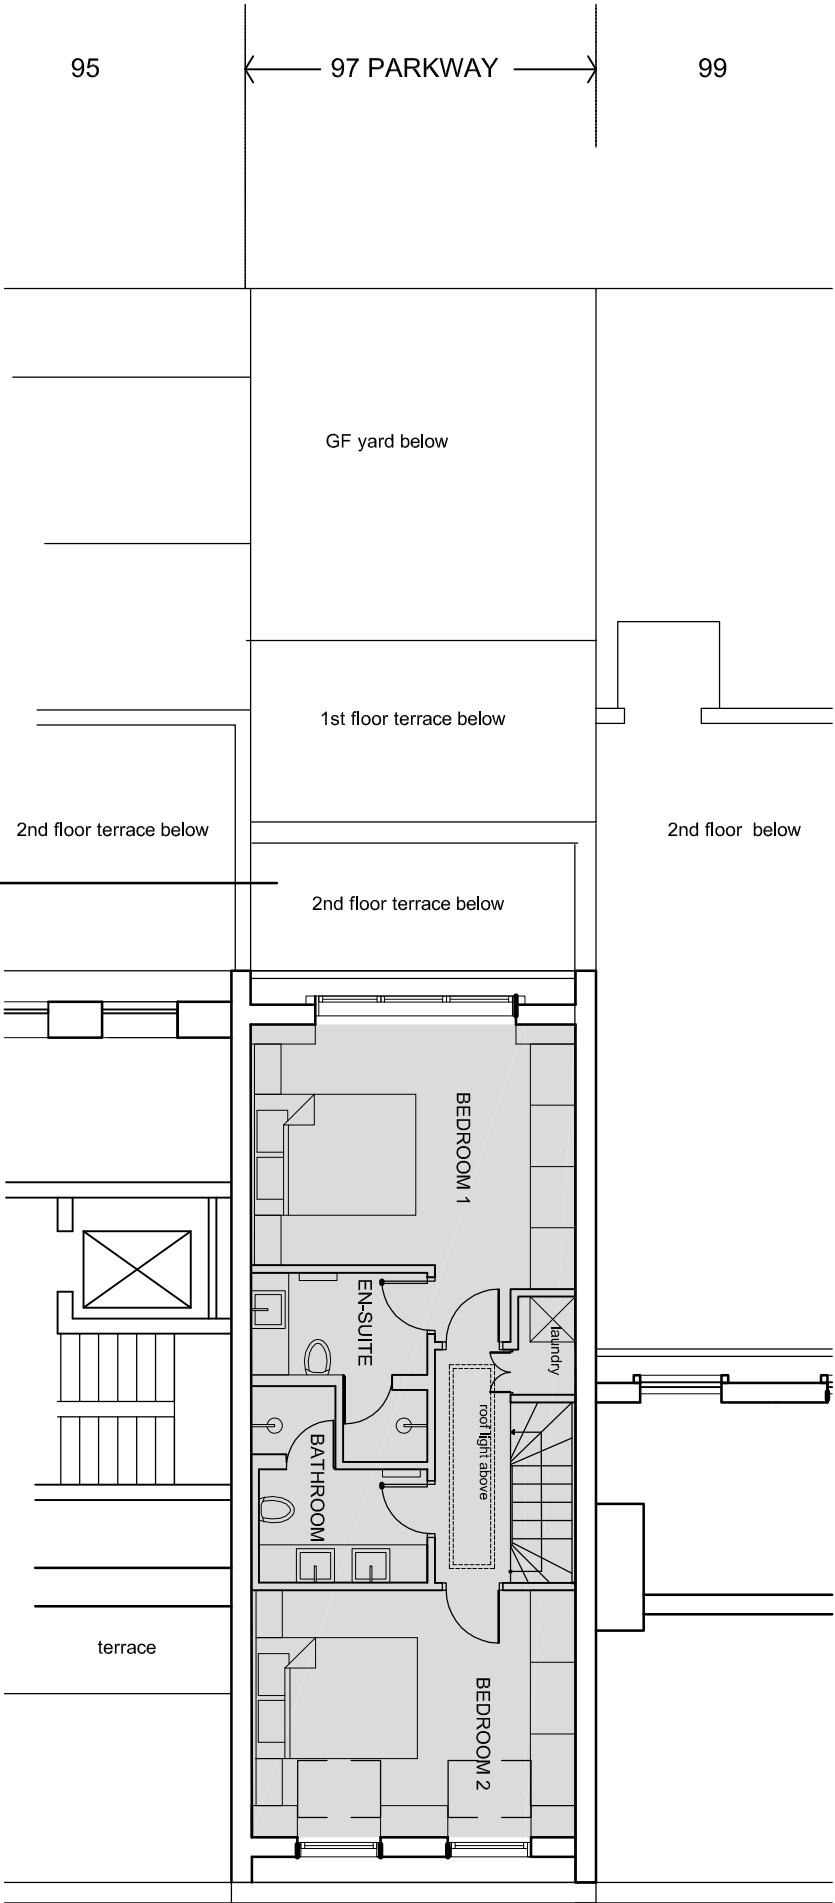 95
97 PARKWAY
99
GF yard below
1st floor terrace below
2nd floor terrace below
2nd floor below
2nd floor terrace below
BEDROOM 1
EN-SUITE
laundry
roof light above
BATHROOM
terrace
BEDROOM 2